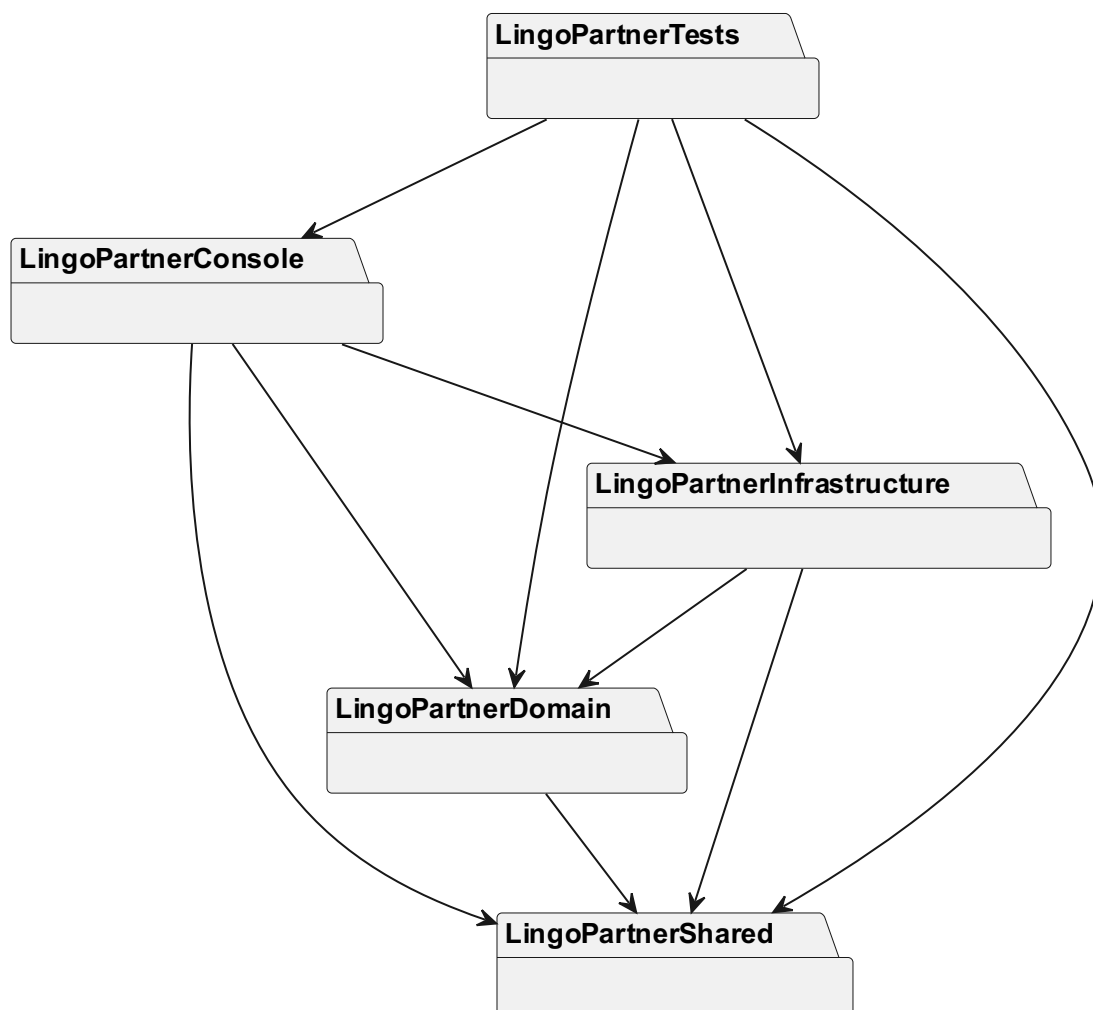 LingoPartnerTests
LingoPartnerConsole
LingoPartnerInfrastructure
LingoPartnerDomain
LingoPartnerShared